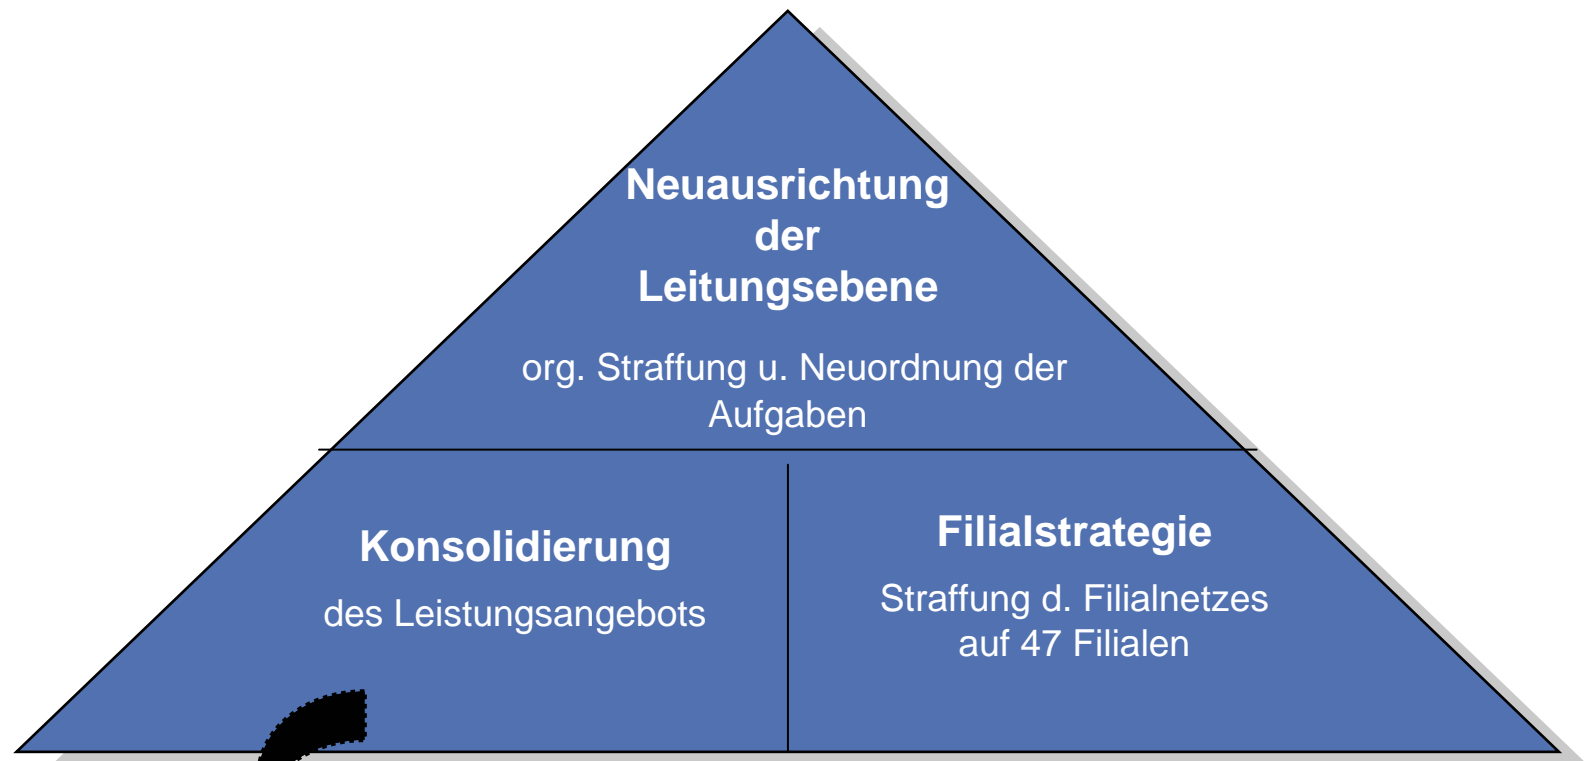 Neuausrichtung
der
Leitungsebene
org. Straffung u. Neuordnung der
Aufgaben
Konsolidierung
des Leistungsangebots
Filialstrategie
Straffung d. Filialnetzes
auf 47 Filialen